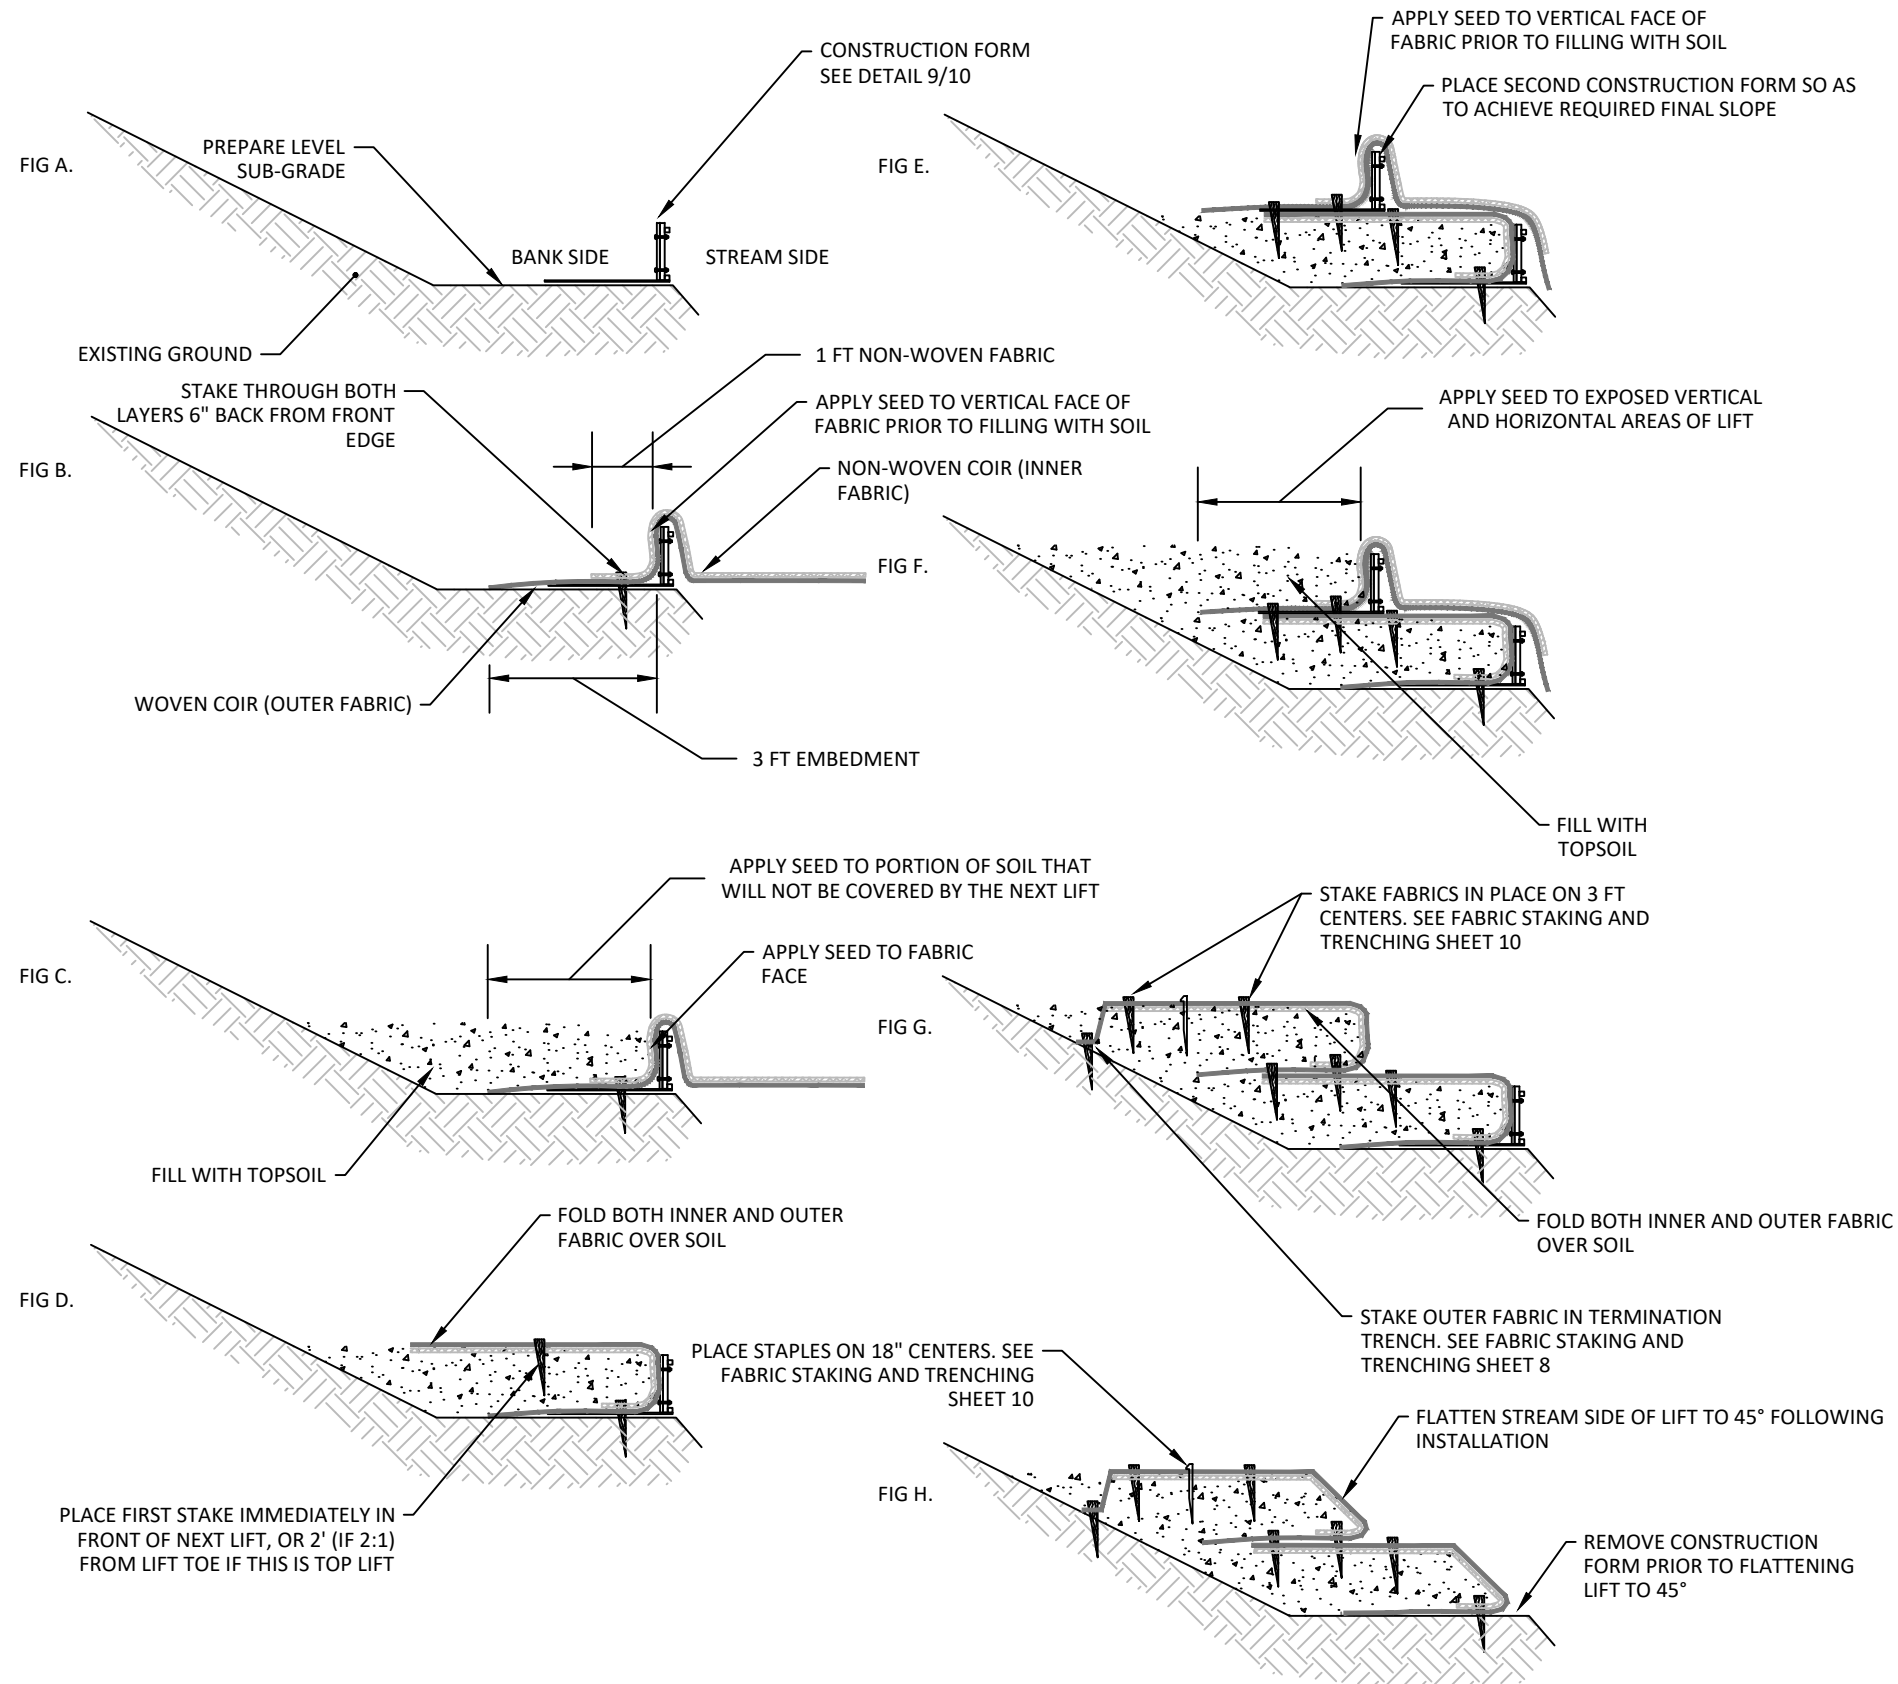 FIG A.
CONSTRUCTION FORM
SEE DETAIL 9/10
PREPARE LEVEL
SUB-GRADE
BANK SIDE
STREAM SIDE
EXISTING GROUND
FIG B.
STAKE THROUGH BOTH
LAYERS 6" BACK FROM FRONT
EDGE
1 FT NON-WOVEN FABRIC
APPLY SEED TO VERTICAL FACE OF
FABRIC PRIOR TO FILLING WITH SOIL
NON-WOVEN COIR (INNER
FABRIC)
WOVEN COIR (OUTER FABRIC)
3 FT EMBEDMENT
FIG C.
APPLY SEED TO PORTION OF SOIL THAT
WILL NOT BE COVERED BY THE NEXT LIFT
APPLY SEED TO FABRIC
FACE
FILL WITH TOPSOIL
FIG D.
FOLD BOTH INNER AND OUTER
FABRIC OVER SOIL
PLACE FIRST STAKE IMMEDIATELY IN
FRONT OF NEXT LIFT, OR 2' (IF 2:1)
FROM LIFT TOE IF THIS IS TOP LIFT
FIG E.
APPLY SEED TO VERTICAL FACE OF
FABRIC PRIOR TO FILLING WITH SOIL
PLACE SECOND CONSTRUCTION FORM SO AS
TO ACHIEVE REQUIRED FINAL SLOPE
FIG F.
APPLY SEED TO EXPOSED VERTICAL
AND HORIZONTAL AREAS OF LIFT
FILL WITH
TOPSOIL
FIG G.
STAKE FABRICS IN PLACE ON 3 FT
CENTERS. SEE FABRIC STAKING AND
TRENCHING SHEET 10
FOLD BOTH INNER AND OUTER FABRIC
OVER SOIL
STAKE OUTER FABRIC IN TERMINATION
TRENCH. SEE FABRIC STAKING AND
TRENCHING SHEET 8
FIG H.
PLACE STAPLES ON 18" CENTERS. SEE
FABRIC STAKING AND TRENCHING
SHEET 10
FLATTEN STREAM SIDE OF LIFT TO 45° FOLLOWING
INSTALLATION
REMOVE CONSTRUCTION
FORM PRIOR TO FLATTENING
LIFT TO 45°